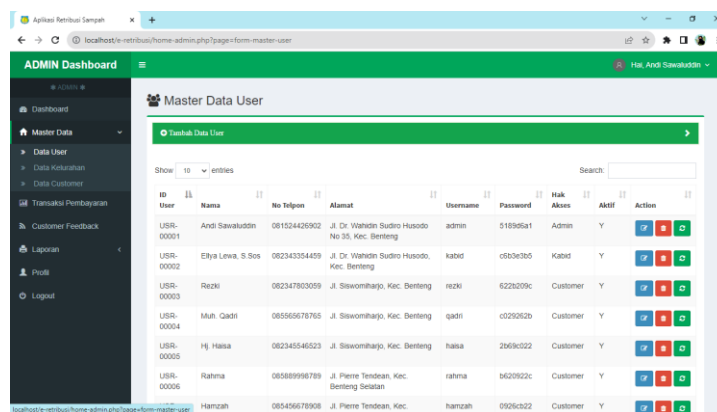 Aplikasi Retribusi Sampah
localhost/e-retribusi/home-admin.php?page=form-master-user
ADMIN Dashboard
Hai, Andi Sawaluddin
ADMIN
Dashboard
Master Data
Data User
Data Kelurahan
Data Customer
Transaksi Pembayaran
Customer Feedback
Laporan
Profil
Logout
Master Data User
Tambah Data User
Show 10 entries Search:
ID User Nama No Telpon Alamat Username Password Hak Akses Aktif Action
USR-00001 Andi Sawaluddin 081524426902 Jl. Dr. Wahidin Sudiro Husodo No 35, Kec. Benteng admin 5189d6a1 Admin Y
USR-00002 Ellya Lewa, S.Sos 082343354459 Jl. Dr. Wahidin Sudiro Husodo, Kec. Benteng kabid c6b3e3b5 Kabid Y
USR-00003 Rezki 082347803059 Jl. Siswomiharjo, Kec. Benteng rezki 622b209c Customer Y
USR-00004 Muh. Qadri 085565678765 Jl. Siswomiharjo, Kec. Benteng qadri c029262b Customer Y
USR-00005 Hj. Haisa 082345546523 Jl. Siswomiharjo, Kec. Benteng haisa 2b69c022 Customer Y
USR-00006 Rahma 085889998789 Jl. Pierre Tendean, Kec. Benteng Selatan rahma b620922c Customer Y
Hamzah 085456678908 Jl. Pierre Tendean, Kec. hamzah 0926cb22 Customer Y
localhost/e-retribusi/home-admin.php?page=form-master-user